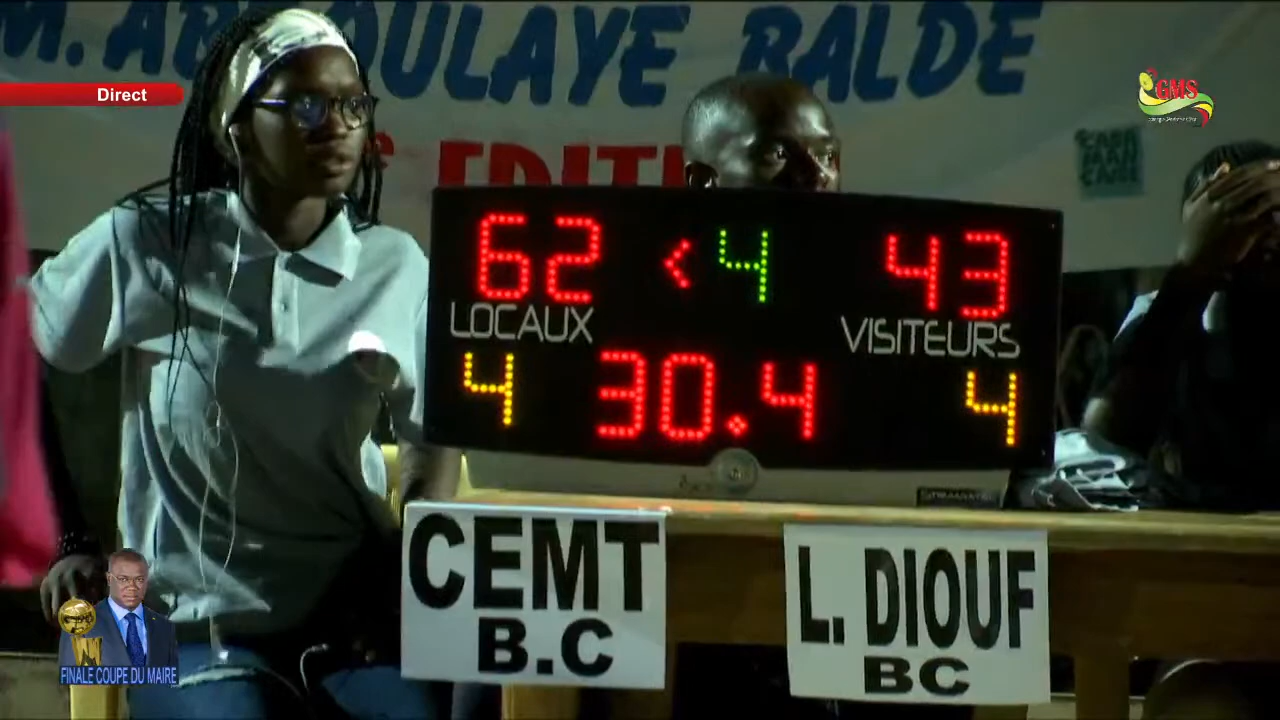 M. ABDOULAYE BALDE
EDITI
Direct
GMS
62 < 4 43
LOCAUX VISITEURS
4 30.4 4
CEMT
B.C
L. DIOUF
BC
FINALE COUPE DU MAIRE